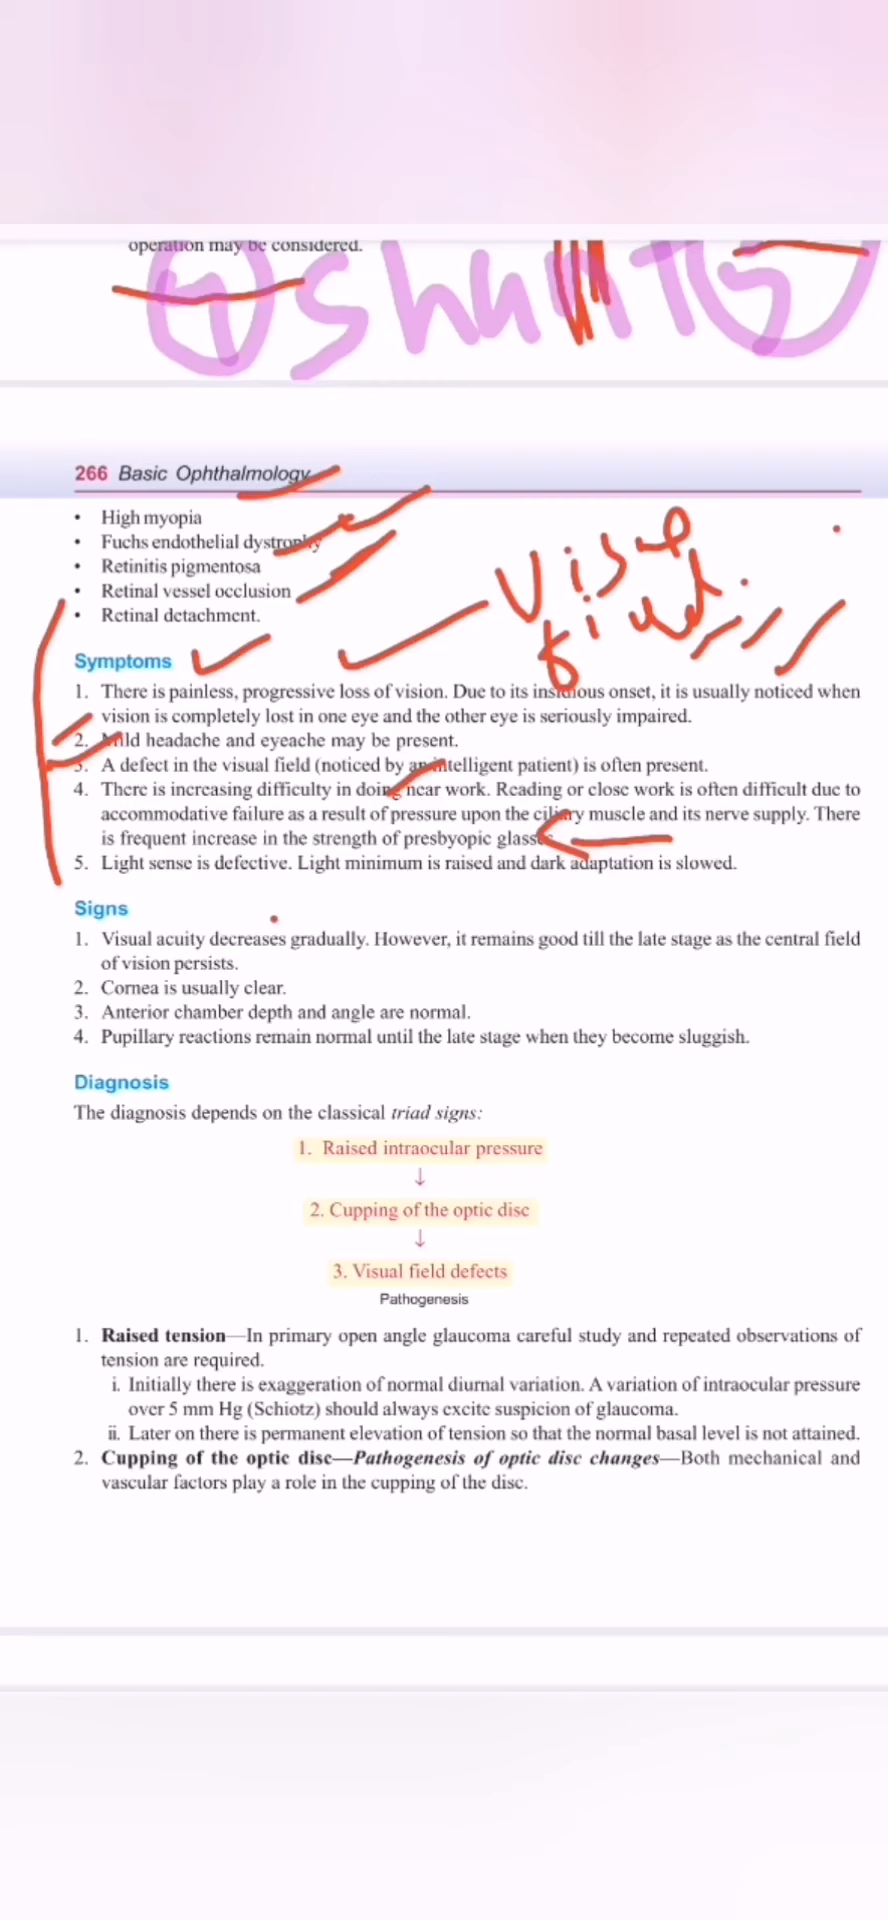 operation may be considered.
shunt
266 Basic Ophthalmology
• High myopia
• Fuchs endothelial dystrophy
• Retinitis pigmentosa
• Retinal vessel occlusion
• Retinal detachment.
Visual
field
Symptoms
1. There is painless, progressive loss of vision. Due to its insidious onset, it is usually noticed when
vision is completely lost in one eye and the other eye is seriously impaired.
2. Mild headache and eyeache may be present.
3. A defect in the visual field (noticed by an intelligent patient) is often present.
4. There is increasing difficulty in doing near work. Reading or close work is often difficult due to
accommodative failure as a result of pressure upon the ciliary muscle and its nerve supply. There
is frequent increase in the strength of presbyopic glasses.
5. Light sense is defective. Light minimum is raised and dark adaptation is slowed.
Signs
1. Visual acuity decreases gradually. However, it remains good till the late stage as the central field
of vision persists.
2. Cornea is usually clear.
3. Anterior chamber depth and angle are normal.
4. Pupillary reactions remain normal until the late stage when they become sluggish.
Diagnosis
The diagnosis depends on the classical triad signs:
1. Raised intraocular pressure
↓
2. Cupping of the optic disc
↓
3. Visual field defects
Pathogenesis
1. Raised tension—In primary open angle glaucoma careful study and repeated observations of
tension are required.
i. Initially there is exaggeration of normal diurnal variation. A variation of intraocular pressure
over 5 mm Hg (Schiotz) should always excite suspicion of glaucoma.
ii. Later on there is permanent elevation of tension so that the normal basal level is not attained.
2. Cupping of the optic disc—Pathogenesis of optic disc changes—Both mechanical and
vascular factors play a role in the cupping of the disc.